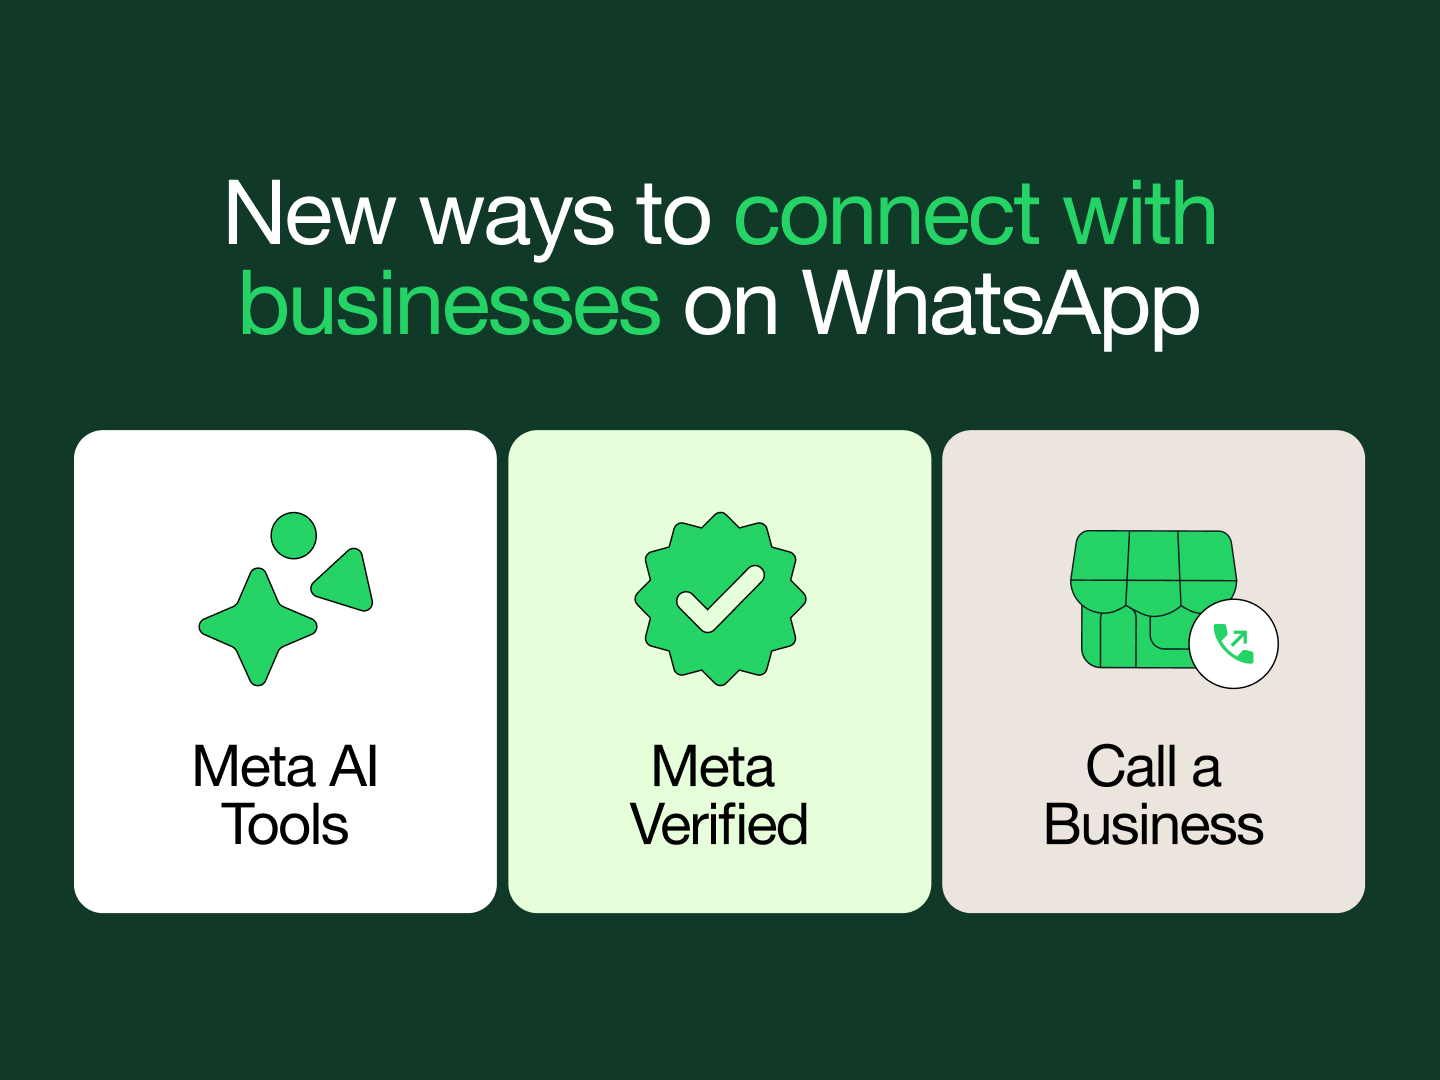 New ways to connect with
businesses on WhatsApp
Meta AI
Tools
Meta
Verified
Call a
Business